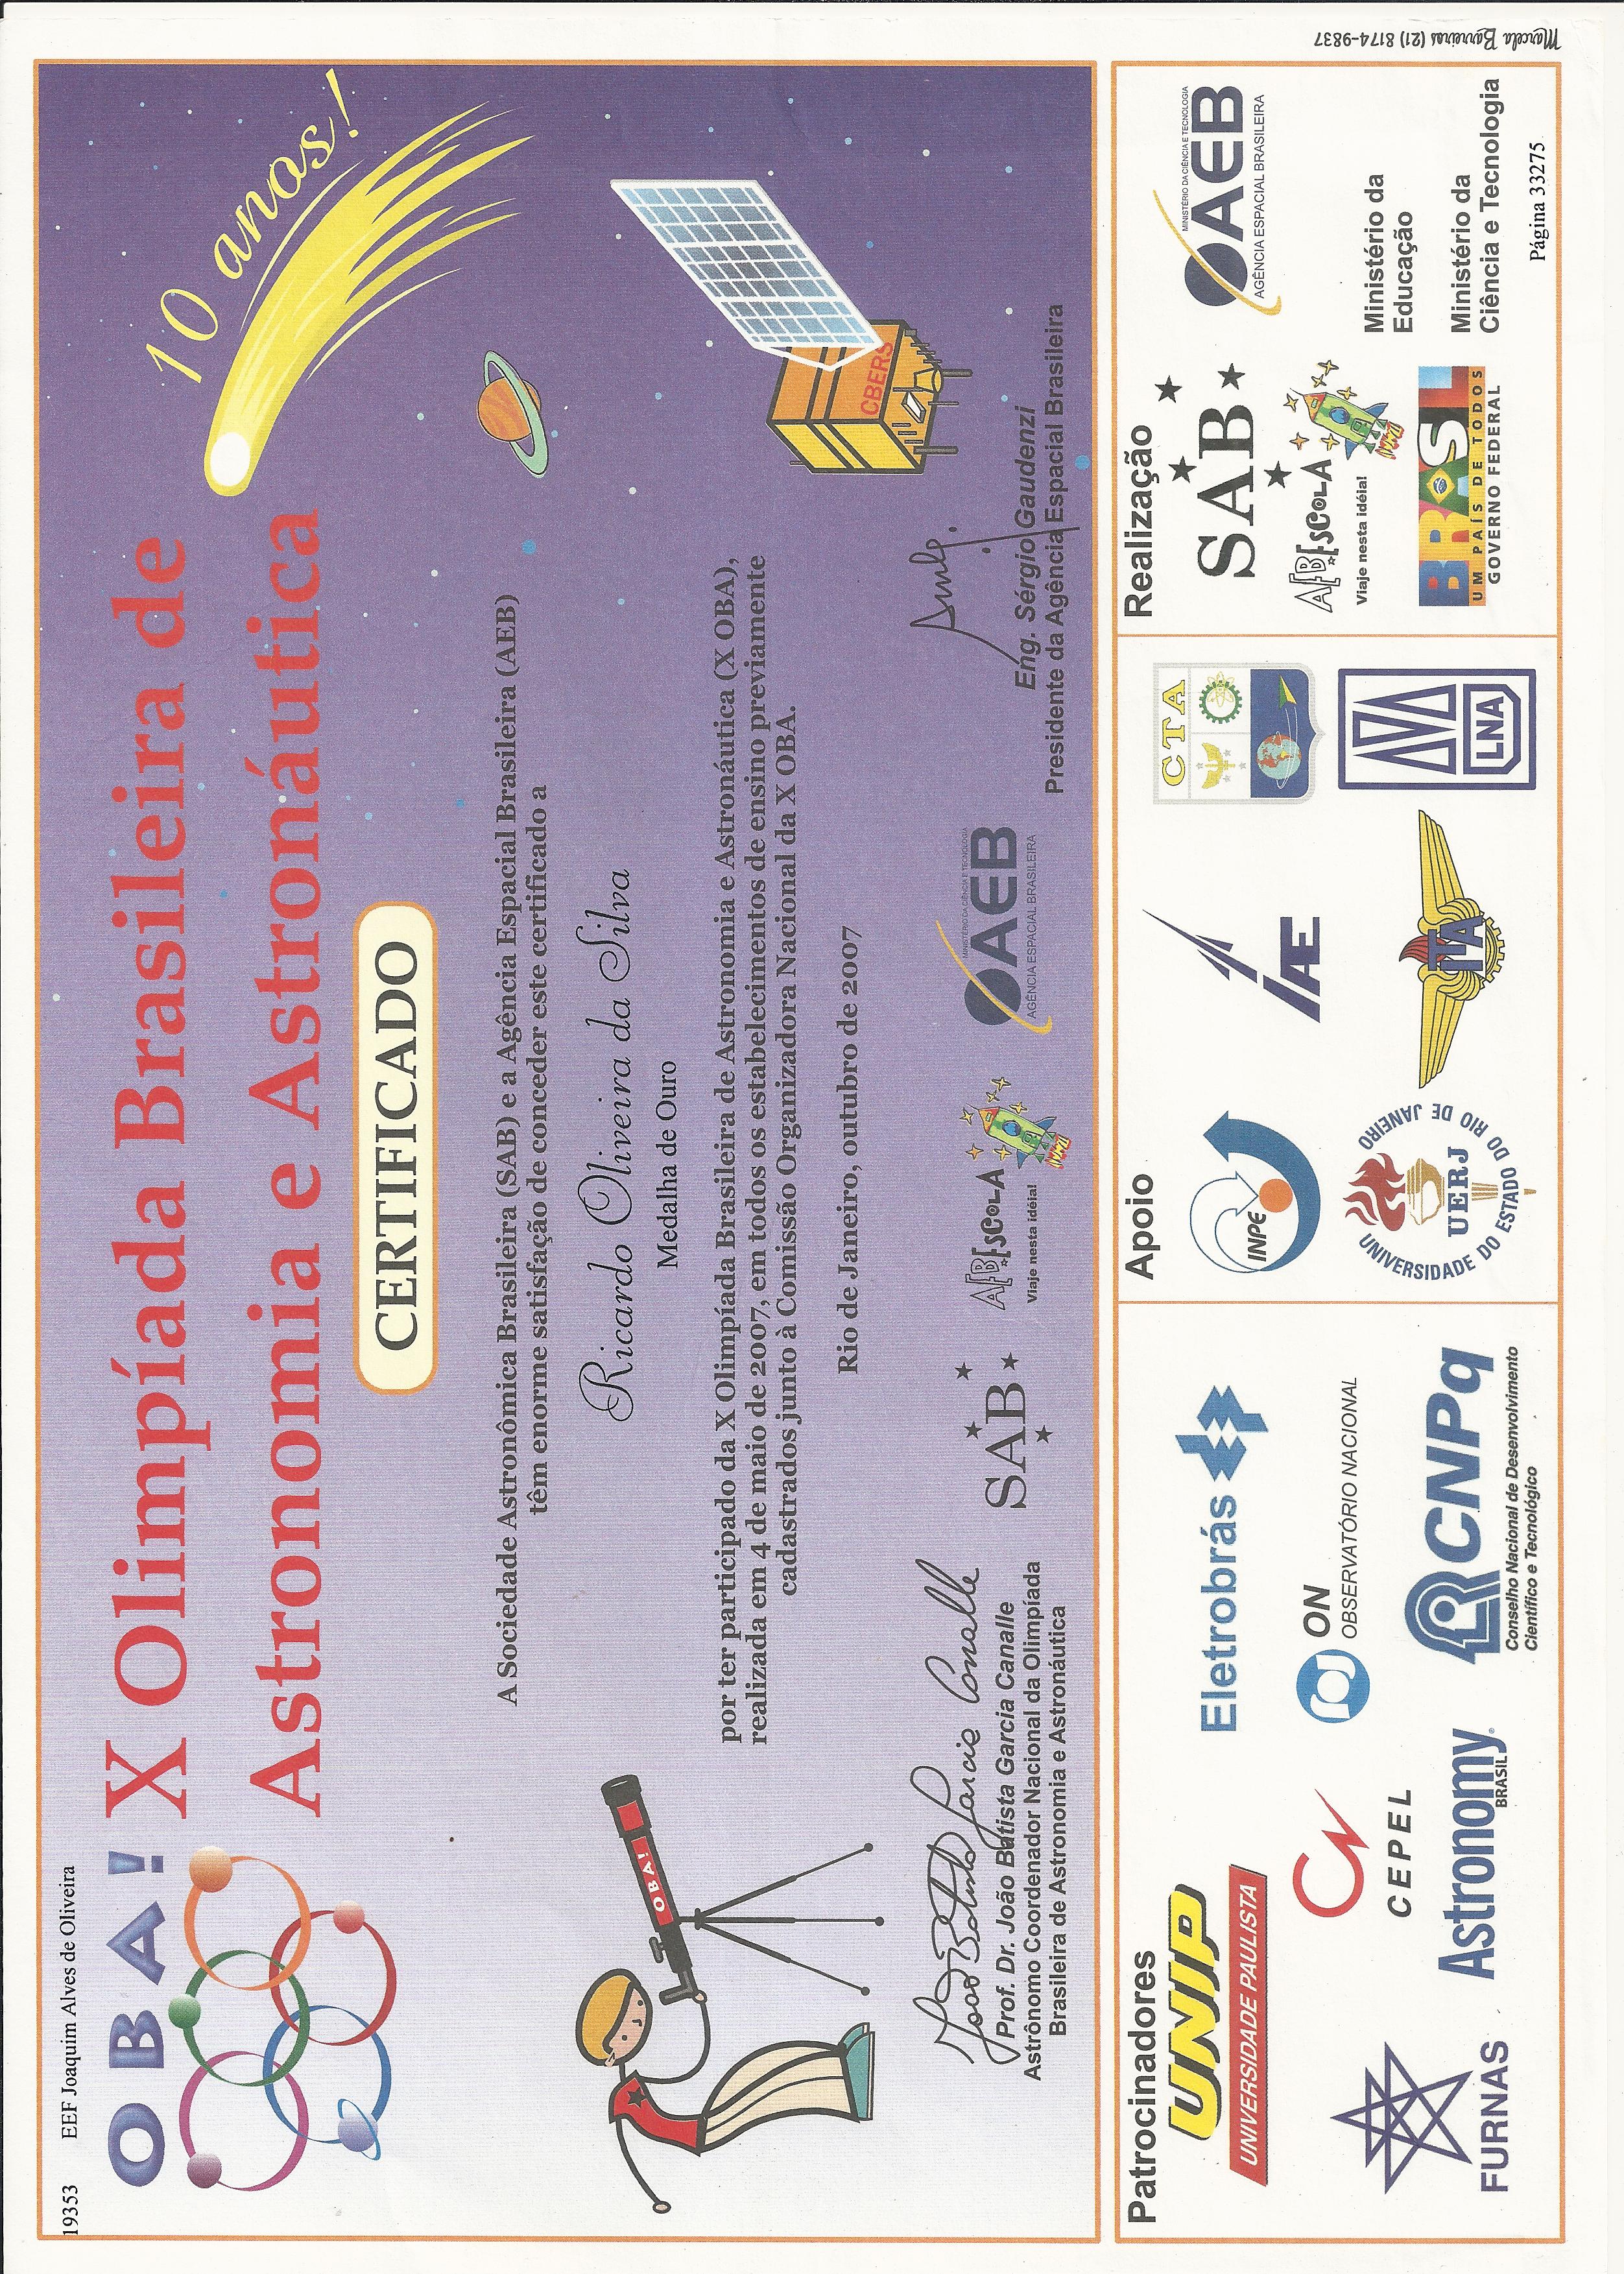 19353 EEF Joaquim Alves de Oliveira
OBA!
X Olimpíada Brasileira de
Astronomia e Astronáutica
10 anos!
CERTIFICADO
A Sociedade Astronômica Brasileira (SAB) e a Agência Espacial Brasileira (AEB)
têm enorme satisfação de conceder este certificado a
Ricardo Oliveira da Silva
Medalha de Ouro
por ter participado da X Olimpíada Brasileira de Astronomia e Astronáutica (X OBA),
realizada em 4 de maio de 2007, em todos os estabelecimentos de ensino previamente
cadastrados junto à Comissão Organizadora Nacional da X OBA.
Rio de Janeiro, outubro de 2007
OBA!
CBERS
João Batista Garcia Canalle
Prof. Dr. João Batista Garcia Canalle
Astrônomo Coordenador Nacional da Olimpíada
Brasileira de Astronomia e Astronáutica
SAB
AEB ESCOLA
Viaje nesta idéia!
MINISTÉRIO DA CIÊNCIA E TECNOLOGIA
AEB
AGÊNCIA ESPACIAL BRASILEIRA
Eng. Sérgio Gaudenzi
Presidente da Agência Espacial Brasileira
Patrocinadores
UNIP
UNIVERSIDADE PAULISTA
Eletrobrás
FURNAS
CEPEL
ON
OBSERVATÓRIO NACIONAL
Astronomy
BRASIL
CNPq
Conselho Nacional de Desenvolvimento
Científico e Tecnológico
Apoio
INPE
IAE
CTA
UERJ
UNIVERSIDADE DO ESTADO DO RIO DE JANEIRO
ITA
LNA
Realização
SAB
MINISTÉRIO DA CIÊNCIA E TECNOLOGIA
AEB
AGÊNCIA ESPACIAL BRASILEIRA
AEB ESCOLA
Viaje nesta idéia!
BRASIL
UM PAÍS DE TODOS
GOVERNO FEDERAL
Ministério da
Educação
Ministério da
Ciência e Tecnologia
Página 33275
Marcela Barreiros (21) 8174-9837